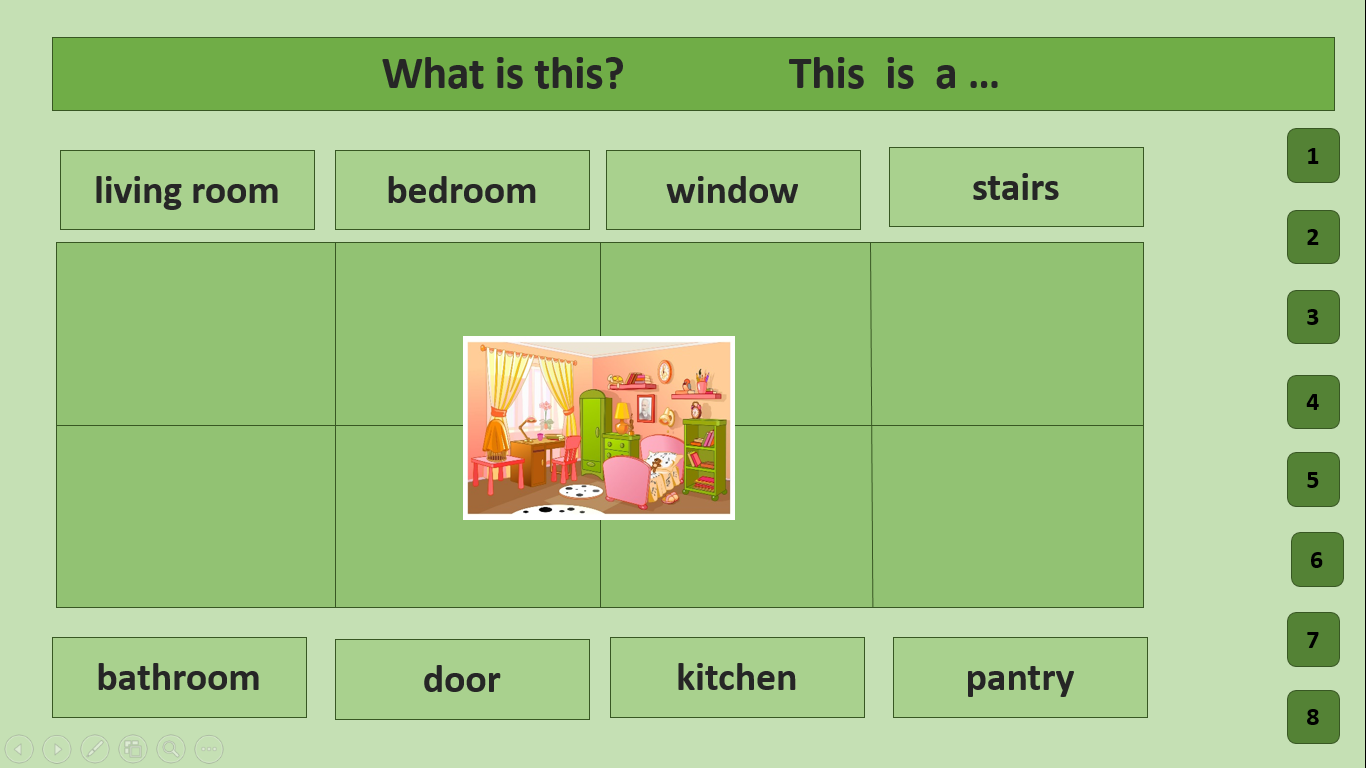 What is this? This is a ...
living room
bedroom
window
stairs
bathroom
door
kitchen
pantry
1
2
3
4
5
6
7
8